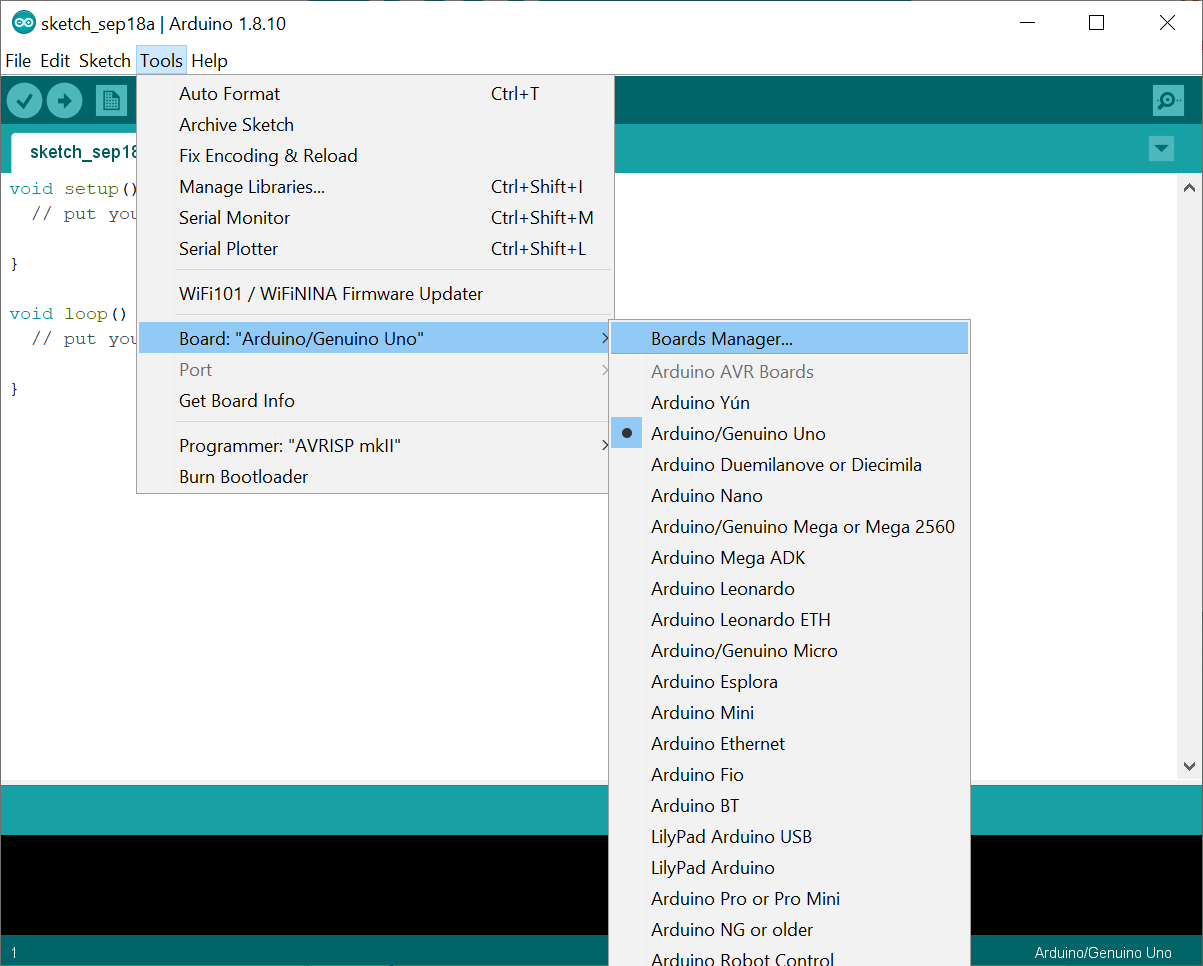 sketch_sep18a | Arduino 1.8.10
File Edit Sketch Tools Help
Auto Format Ctrl+T
Archive Sketch
Fix Encoding & Reload
Manage Libraries... Ctrl+Shift+I
Serial Monitor Ctrl+Shift+M
Serial Plotter Ctrl+Shift+L
WiFi101 / WiFiNINA Firmware Updater
Board: "Arduino/Genuino Uno"
Port
Get Board Info
Programmer: "AVRISP mkII"
Burn Bootloader
sketch_sep18
void setup()
// put you
}
void loop()
// put you
}
Boards Manager...
Arduino AVR Boards
Arduino Yún
Arduino/Genuino Uno
Arduino Duemilanove or Diecimila
Arduino Nano
Arduino/Genuino Mega or Mega 2560
Arduino Mega ADK
Arduino Leonardo
Arduino Leonardo ETH
Arduino/Genuino Micro
Arduino Esplora
Arduino Mini
Arduino Ethernet
Arduino Fio
Arduino BT
LilyPad Arduino USB
LilyPad Arduino
Arduino Pro or Pro Mini
Arduino NG or older
Arduino Robot Control
1
Arduino/Genuino Uno